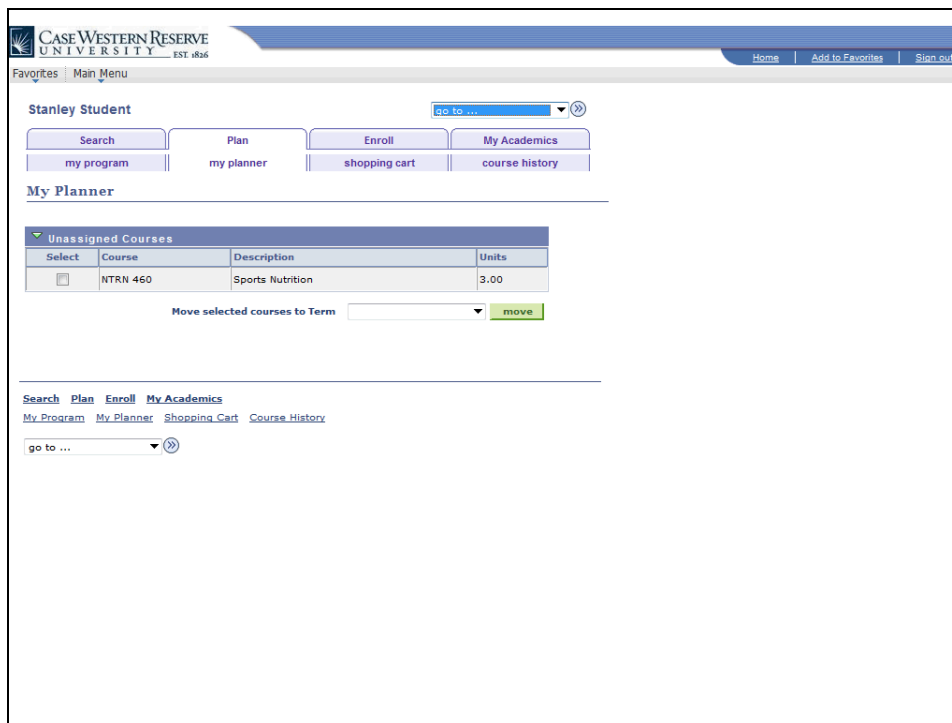 CASE WESTERN RESERVE
UNIVERSITY EST. 1826
Home Add to Favorites Sign out
Favorites Main Menu
Stanley Student
go to ...
Search Plan Enroll My Academics
my program my planner shopping cart course history
My Planner
Unassigned Courses
Select Course Description Units
NTRN 460 Sports Nutrition 3.00
Move selected courses to Term move
Search Plan Enroll My Academics
My Program My Planner Shopping Cart Course History
go to ...